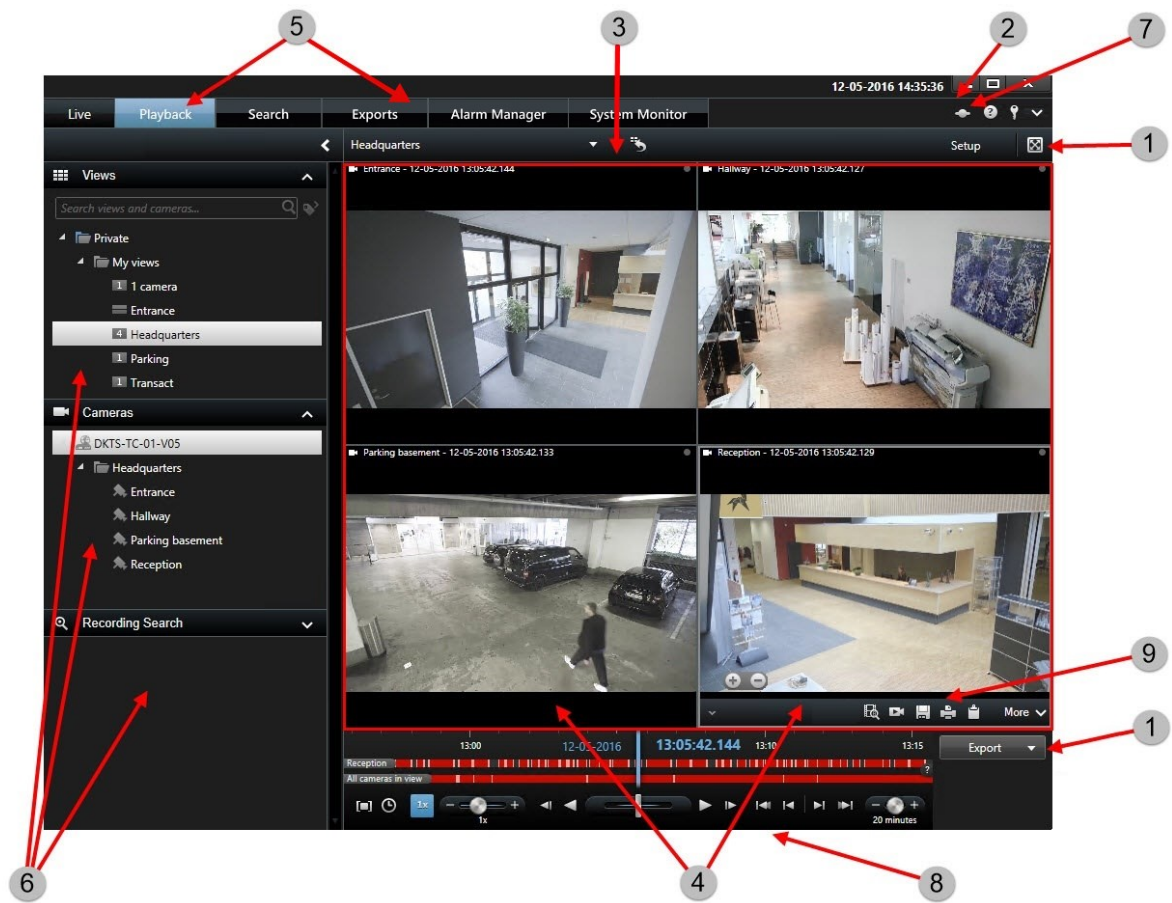 5
3
2
7
12-05-2016 14:35:36
Live
Playback
Search
Exports
Alarm Manager
System Monitor
Headquarters
Setup
1
Views
Entrance - 12-05-2016 13:05:42.144
Hallway - 12-05-2016 13:05:42.127
Search views and cameras...
Private
My views
1 1 camera
Entrance
4 Headquarters
1 Parking
1 Transact
Cameras
DKTS-TC-01-V05
Headquarters
Entrance
Hallway
Parking basement
Reception
Parking basement - 12-05-2016 13:05:42.133
Reception - 12-05-2016 13:05:42.129
Recording Search
9
More
1
13:00
12-05-2016
13:05:42.144
13:10
13:15
Export
Reception
?
All cameras in view
1x
1x
20 minutes
6
4
8